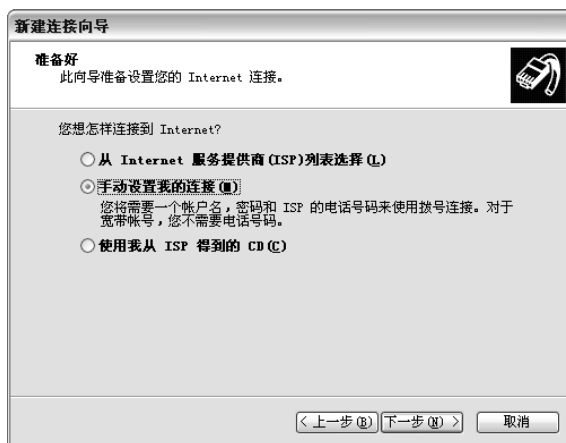 新建连接向导
准备好
此向导准备设置您的 Internet 连接。
您想怎样连接到 Internet?
从 Internet 服务提供商(ISP)列表选择(L)
手动设置我的连接(M)
您将需要一个帐户名，密码和 ISP 的电话号码来使用拨号连接。对于
宽带帐号，您不需要电话号码。
使用我从 ISP 得到的 CD(C)
< 上一步(B) 下一步(N) > 取消